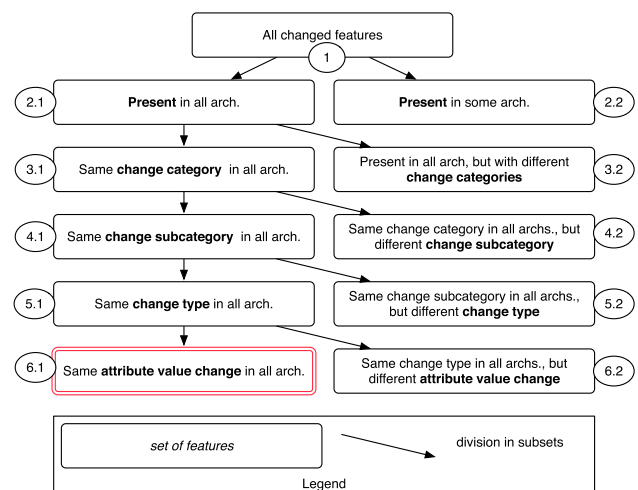 All changed features
1
2.1
Present in all arch.
Present in some arch.
2.2
3.1
Same change category in all arch.
Present in all arch, but with different
change categories
3.2
4.1
Same change subcategory in all arch.
Same change category in all archs., but
different change subcategory
4.2
5.1
Same change type in all arch.
Same change subcategory in all archs.,
but different change type
5.2
6.1
Same attribute value change in all arch.
Same change type in all archs., but
different attribute value change
6.2
set of features
division in subsets
Legend